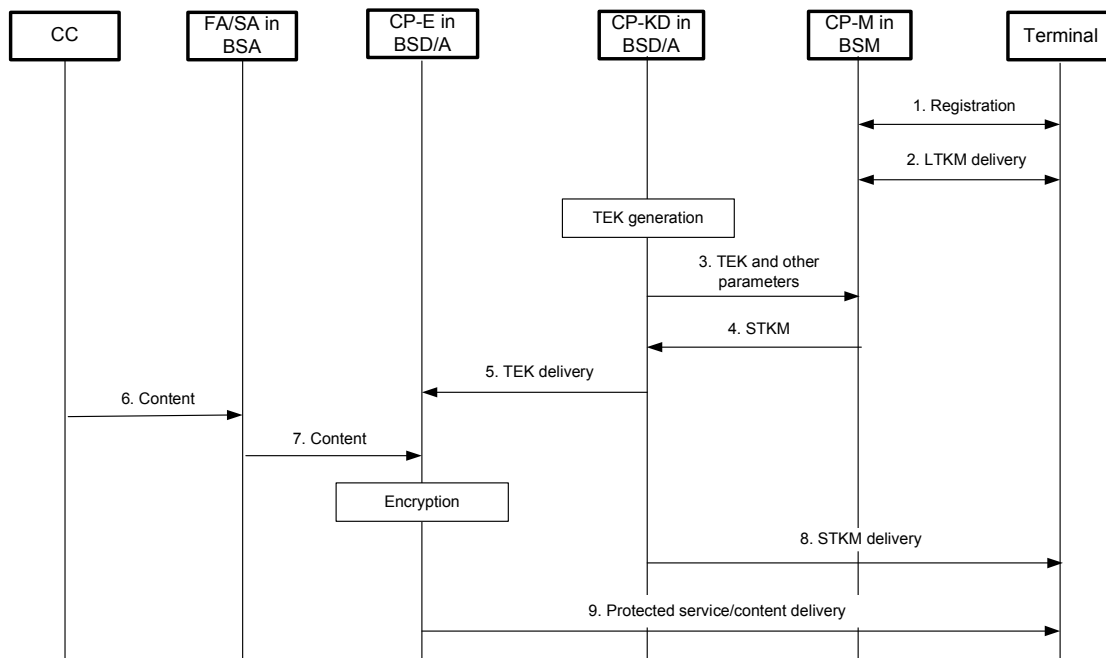 CC
FA/SA in
BSA
CP-E in
BSD/A
CP-KD in
BSD/A
CP-M in
BSM
Terminal
1. Registration
2. LTKM delivery
TEK generation
3. TEK and other
parameters
4. STKM
5. TEK delivery
6. Content
7. Content
Encryption
8. STKM delivery
9. Protected service/content delivery